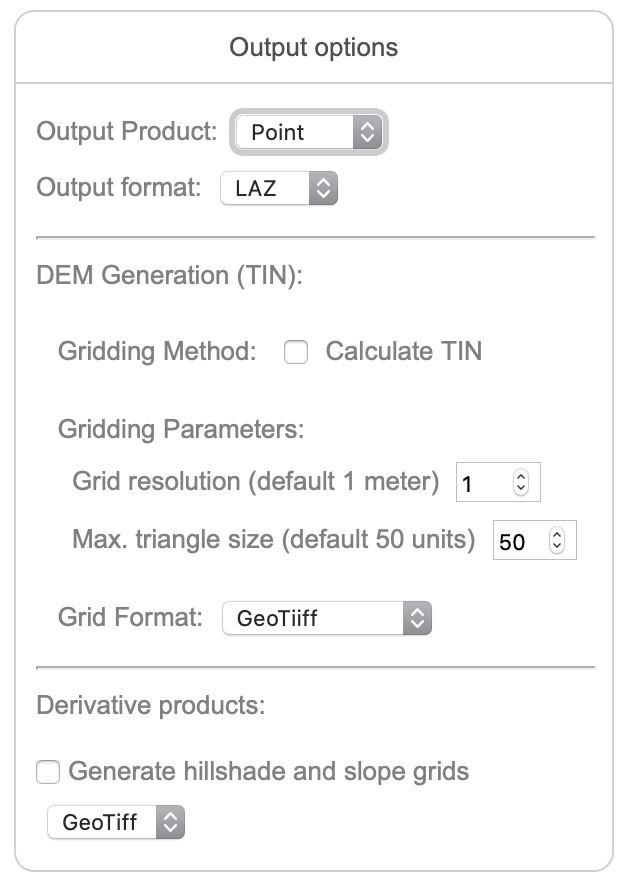 Output options
Output Product: Point
Output format: LAZ
DEM Generation (TIN):
Gridding Method: Calculate TIN
Gridding Parameters:
Grid resolution (default 1 meter) 1
Max. triangle size (default 50 units) 50
Grid Format: GeoTiiff
Derivative products:
Generate hillshade and slope grids
GeoTiff